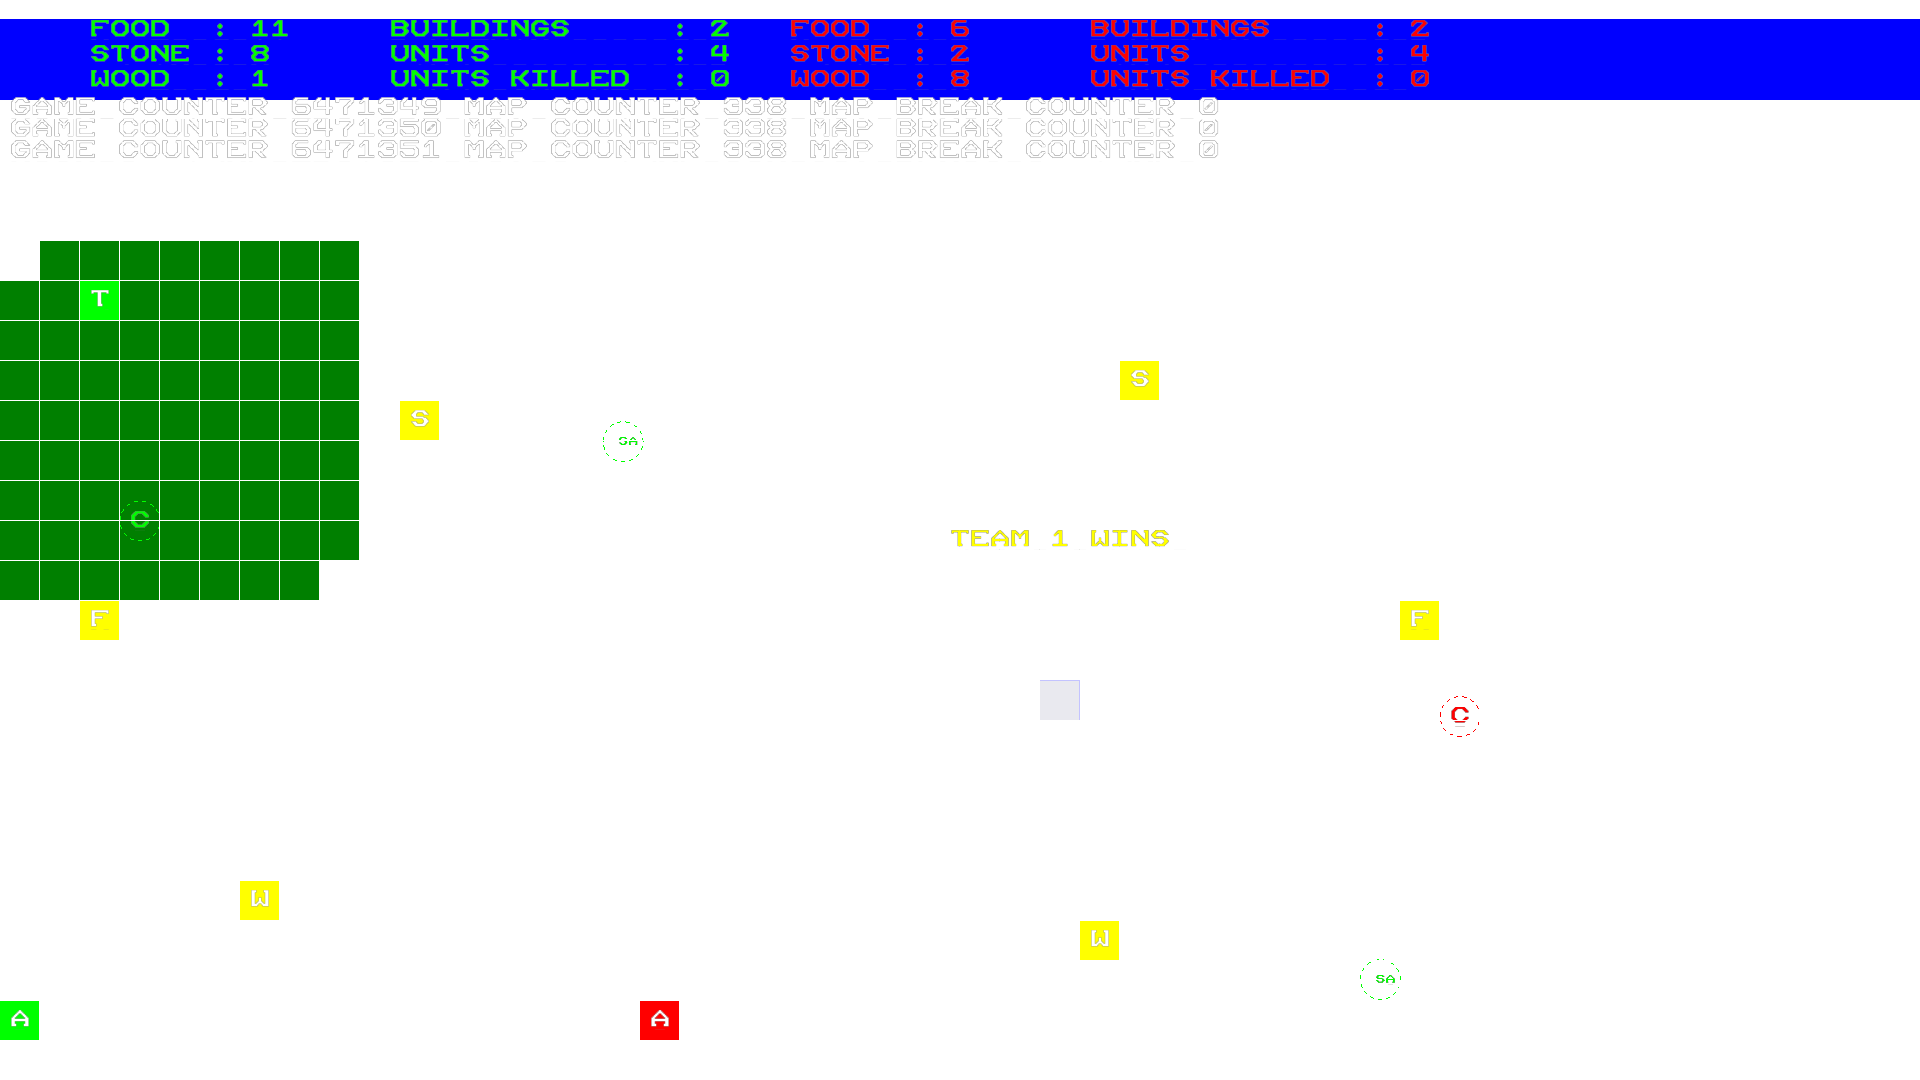 FOOD : 11 BUILDINGS : 2 FOOD : 6 BUILDINGS : 2
STONE : 8 UNITS : 4 STONE : 2 UNITS : 4
WOOD : 1 UNITS KILLED : 0 WOOD : 8 UNITS KILLED : 0
GAME COUNTER 6471349 MAP COUNTER 338 MAP BREAK COUNTER 0
GAME COUNTER 6471350 MAP COUNTER 338 MAP BREAK COUNTER 0
GAME COUNTER 6471351 MAP COUNTER 338 MAP BREAK COUNTER 0
T
S
S
SA
C
TEAM 1 WINS
F
F
C
W
W
SA
A
A